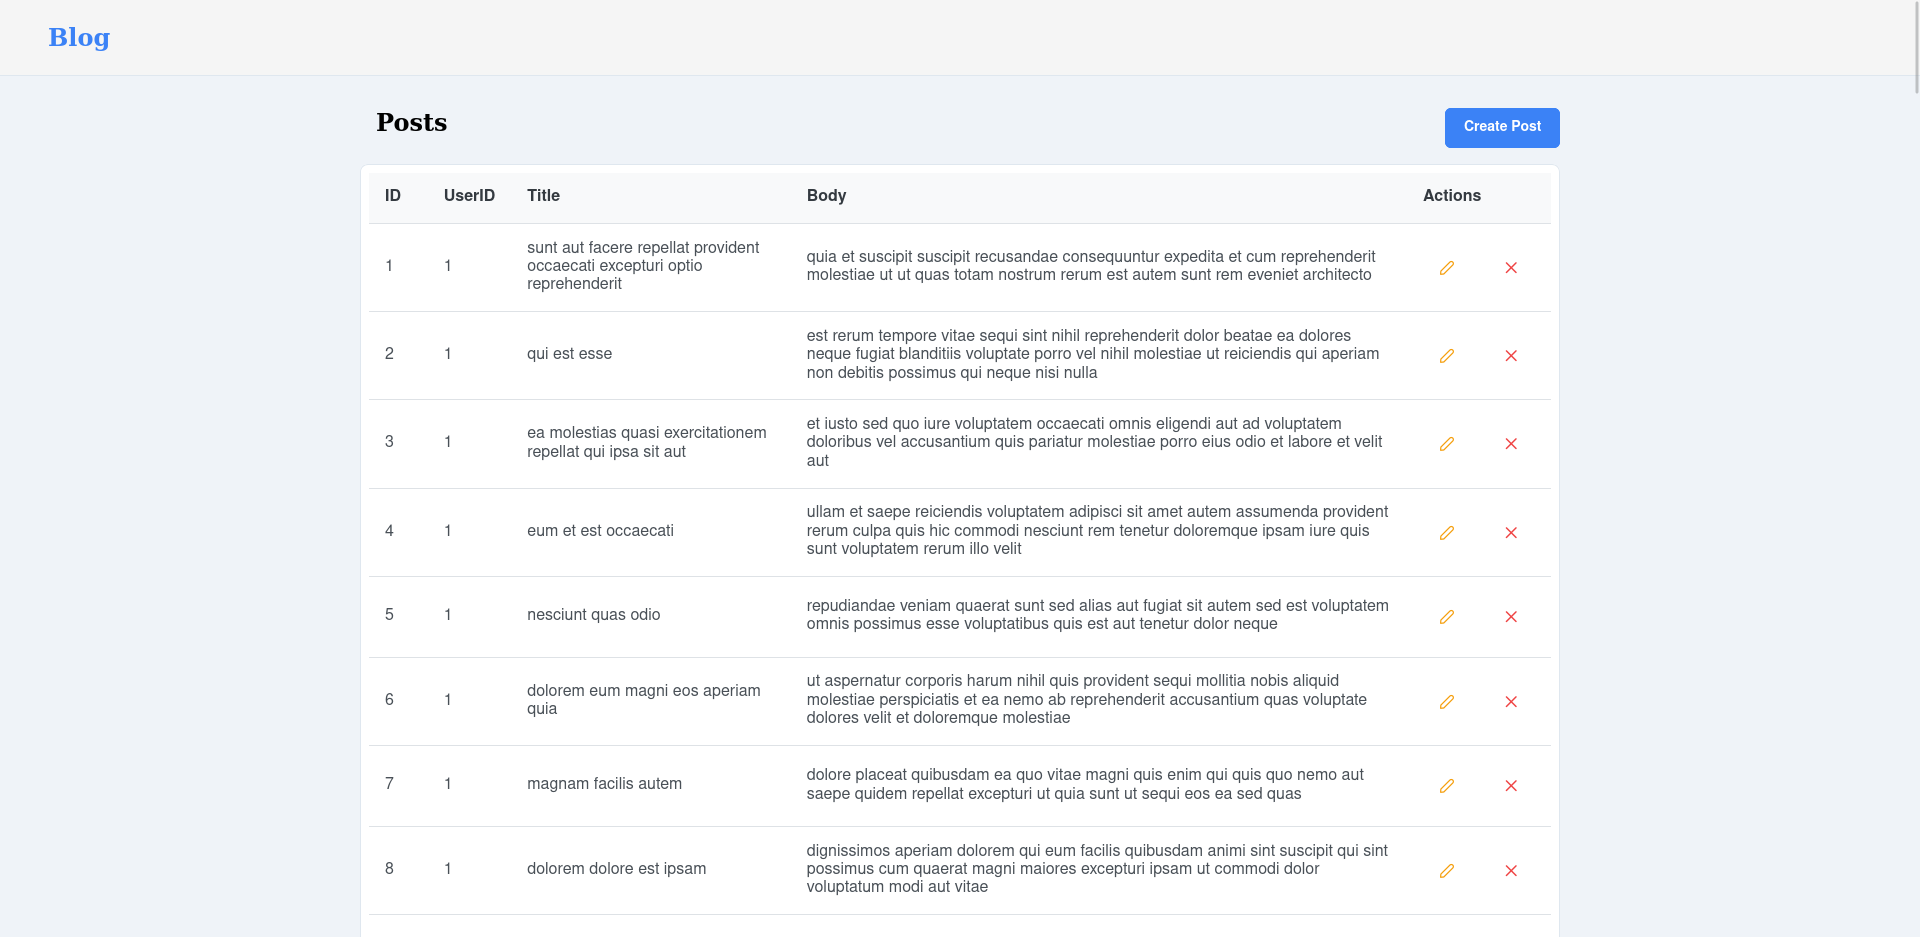 Blog
Posts
Create Post
ID UserID Title Body Actions
1 1 sunt aut facere repellat provident
occaecati excepturi optio
reprehenderit
quia et suscipit suscipit recusandae consequuntur expedita et cum reprehenderit
molestiae ut ut quas totam nostrum rerum est autem sunt rem eveniet architecto
2 1 qui est esse
est rerum tempore vitae sequi sint nihil reprehenderit dolor beatae ea dolores
neque fugiat blanditiis voluptate porro vel nihil molestiae ut reiciendis qui aperiam
non debitis possimus qui neque nisi nulla
3 1 ea molestias quasi exercitationem
repellat qui ipsa sit aut
et iusto sed quo iure voluptatem occaecati omnis eligendi aut ad voluptatem
doloribus vel accusantium quis pariatur molestiae porro eius odio et labore et velit
aut
4 1 eum et est occaecati
ullam et saepe reiciendis voluptatem adipisci sit amet autem assumenda provident
rerum culpa quis hic commodi nesciunt rem tenetur doloremque ipsam iure quis
sunt voluptatem rerum illo velit
5 1 nesciunt quas odio
repudiandae veniam quaerat sunt sed alias aut fugiat sit autem sed est voluptatem
omnis possimus esse voluptatibus quis est aut tenetur dolor neque
6 1 dolorem eum magni eos aperiam
quia
ut aspernatur corporis harum nihil quis provident sequi mollitia nobis aliquid
molestiae perspiciatis et ea nemo ab reprehenderit accusantium quas voluptate
dolores velit et doloremque molestiae
7 1 magnam facilis autem
dolore placeat quibusdam ea quo vitae magni quis enim qui quis quo nemo aut
saepe quidem repellat excepturi ut quia sunt ut sequi eos ea sed quas
8 1 dolorem dolore est ipsam
dignissimos aperiam dolorem qui eum facilis quibusdam animi sint suscipit qui sint
possimus cum quaerat magni maiores excepturi ipsam ut commodi dolor
voluptatum modi aut vitae